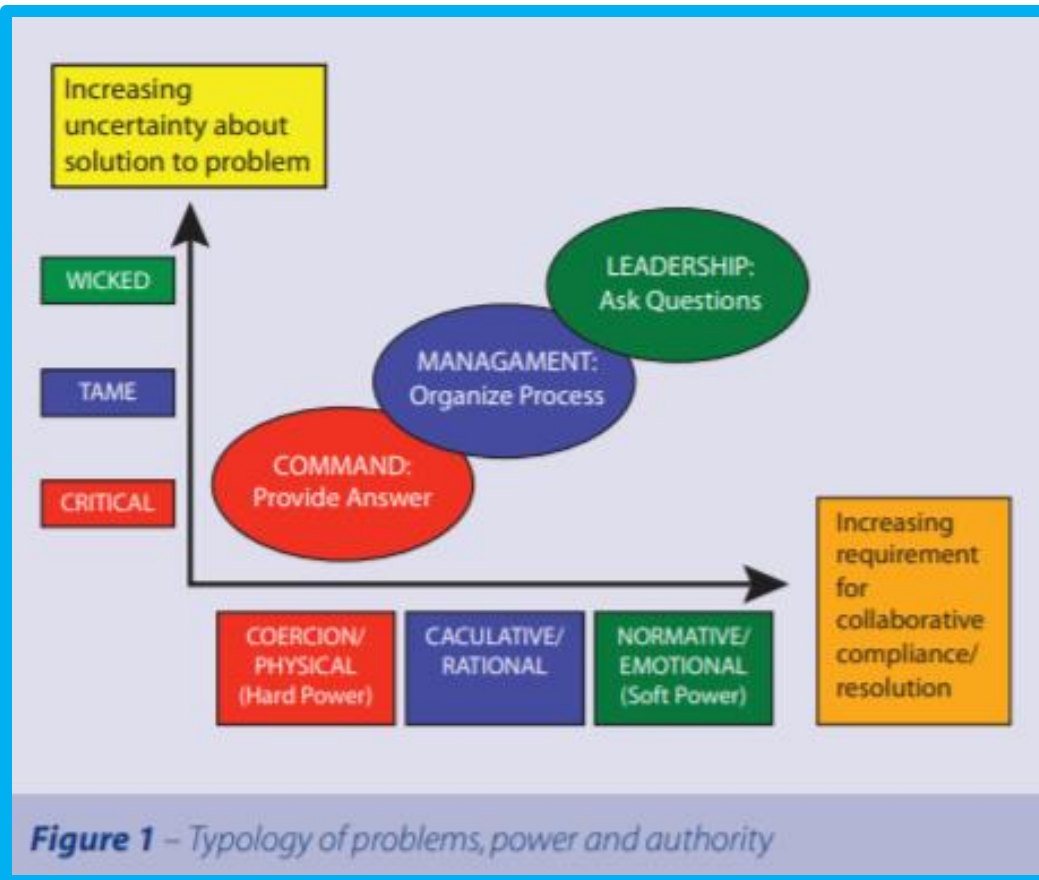 Increasing
uncertainty about
solution to problem
WICKED
TAME
CRITICAL
LEADERSHIP:
Ask Questions
MANAGAMENT:
Organize Process
COMMAND:
Provide Answer
COERCION/
PHYSICAL
(Hard Power)
CACULATIVE/
RATIONAL
NORMATIVE/
EMOTIONAL
(Soft Power)
Increasing
requirement
for
collaborative
compliance/
resolution
Figure 1 – Typology of problems, power and authority